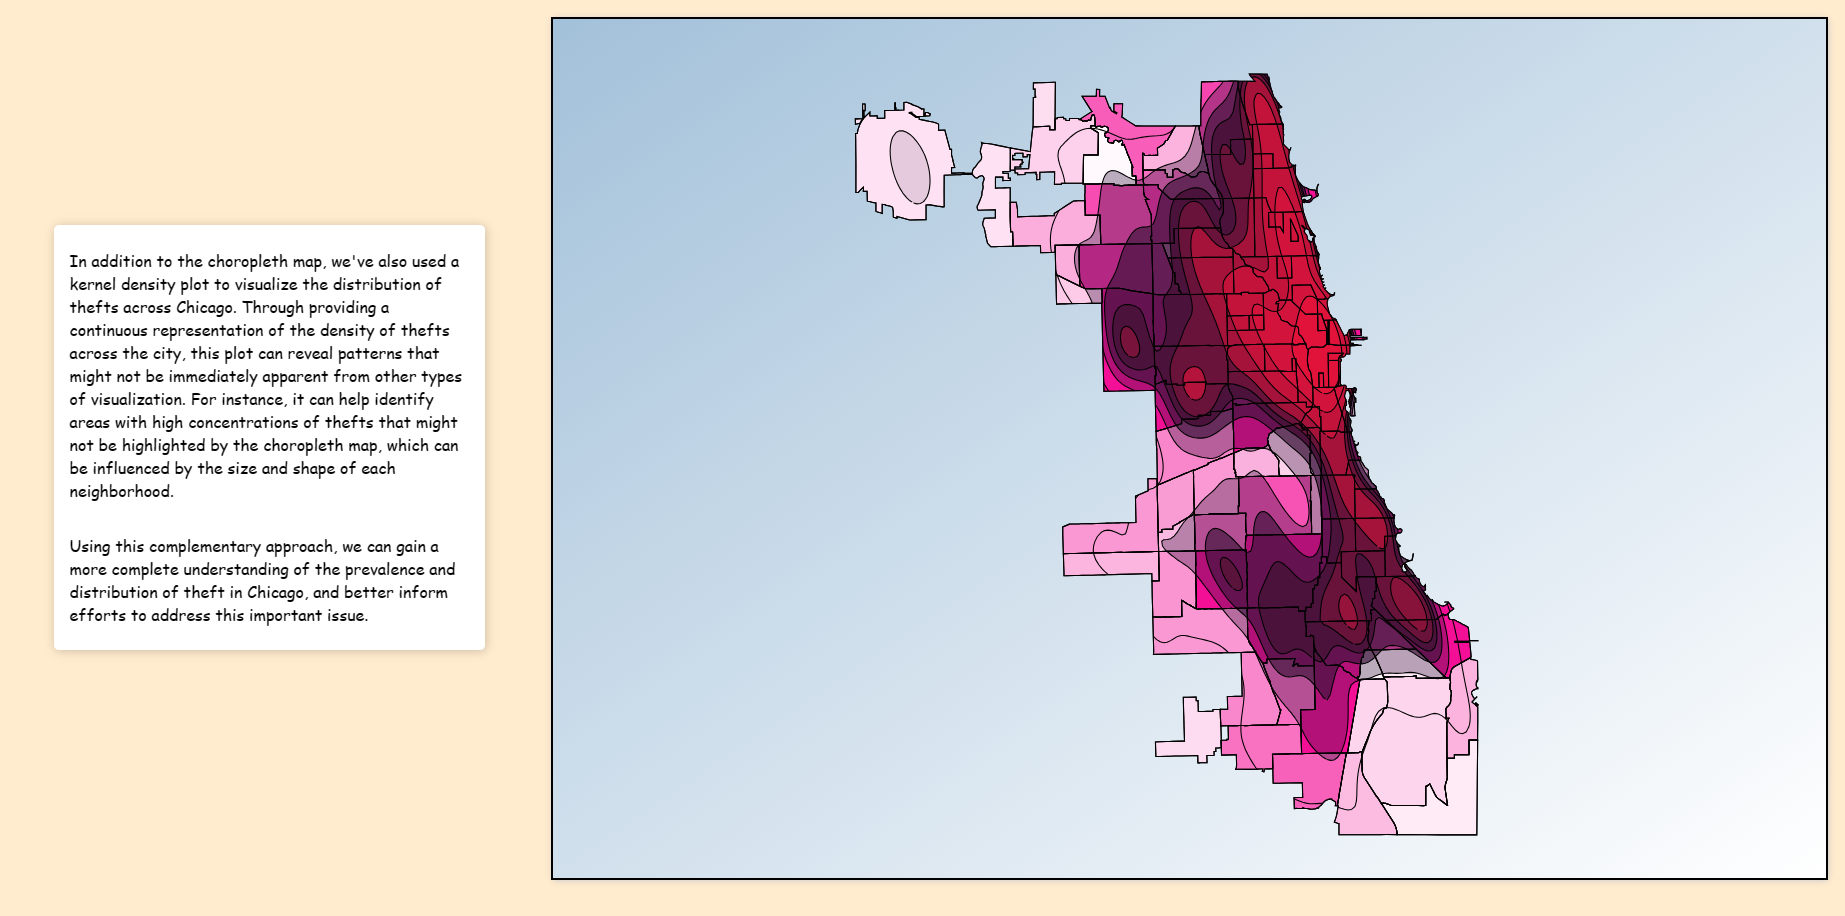 In addition to the choropleth map, we've also used a
kernel density plot to visualize the distribution of
thefts across Chicago. Through providing a
continuous representation of the density of thefts
across the city, this plot can reveal patterns that
might not be immediately apparent from other types
of visualization. For instance, it can help identify
areas with high concentrations of thefts that might
not be highlighted by the choropleth map, which can
be influenced by the size and shape of each
neighborhood.
Using this complementary approach, we can gain a
more complete understanding of the prevalence and
distribution of theft in Chicago, and better inform
efforts to address this important issue.